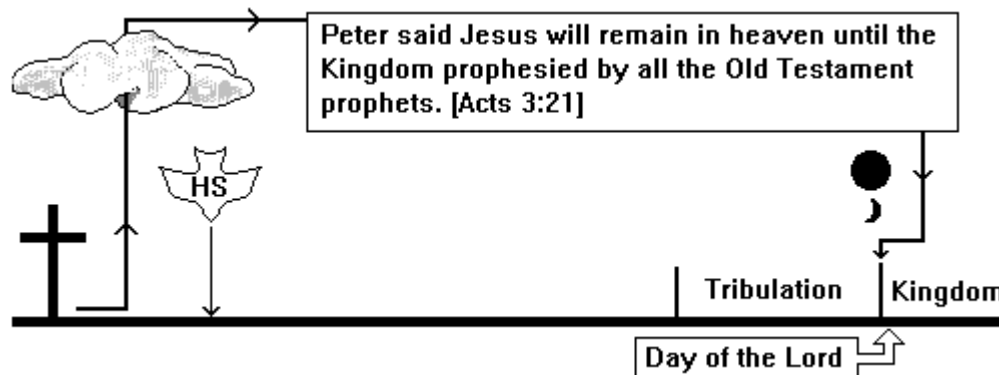 Peter said Jesus will remain in heaven until the
Kingdom prophesied by all the Old Testament
prophets. [Acts 3:21]
HS
Tribulation
Kingdom
Day of the Lord